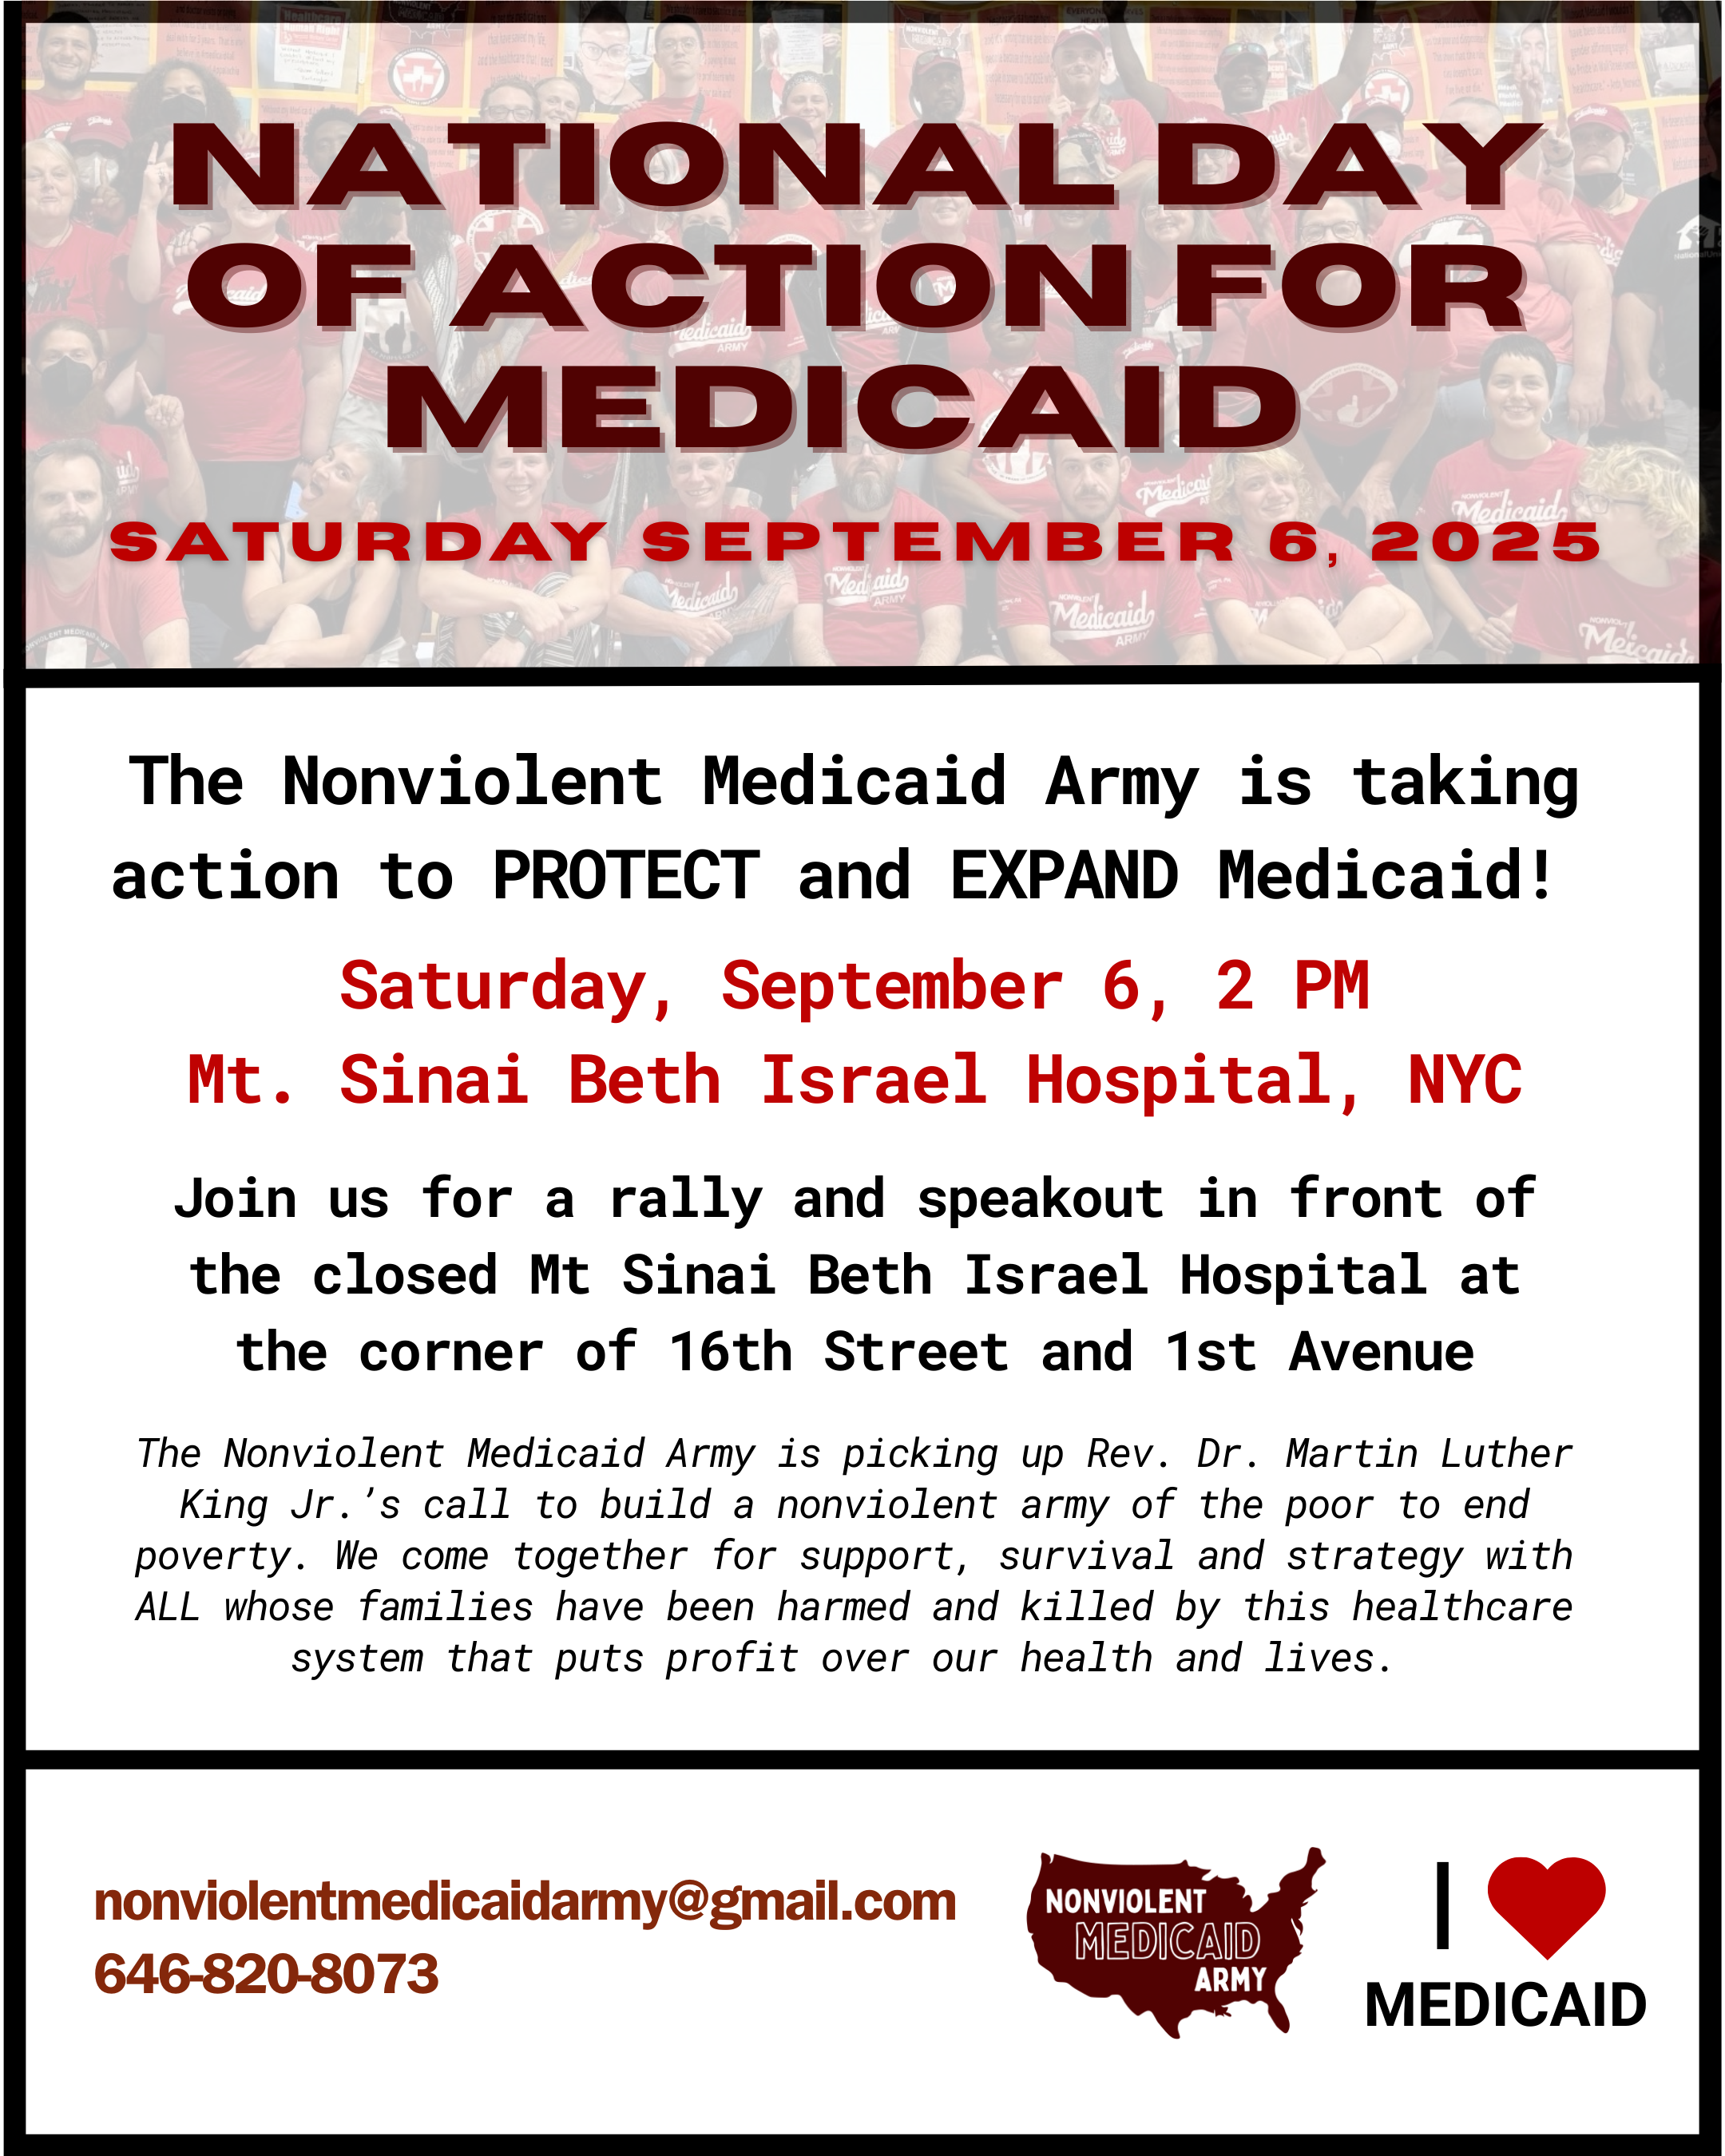 NATIONAL DAY
OF ACTION FOR
MEDICAID
SATURDAY SEPTEMBER 6, 2025
The Nonviolent Medicaid Army is taking
action to PROTECT and EXPAND Medicaid!
Saturday, September 6, 2 PM
Mt. Sinai Beth Israel Hospital, NYC
Join us for a rally and speakout in front of
the closed Mt Sinai Beth Israel Hospital at
the corner of 16th Street and 1st Avenue
The Nonviolent Medicaid Army is picking up Rev. Dr. Martin Luther
King Jr.’s call to build a nonviolent army of the poor to end
poverty. We come together for support, survival and strategy with
ALL whose families have been harmed and killed by this healthcare
system that puts profit over our health and lives.
nonviolentmedicaidarmy@gmail.com
646-820-8073
NONVIOLENT
MEDICAID
ARMY
I
MEDICAID